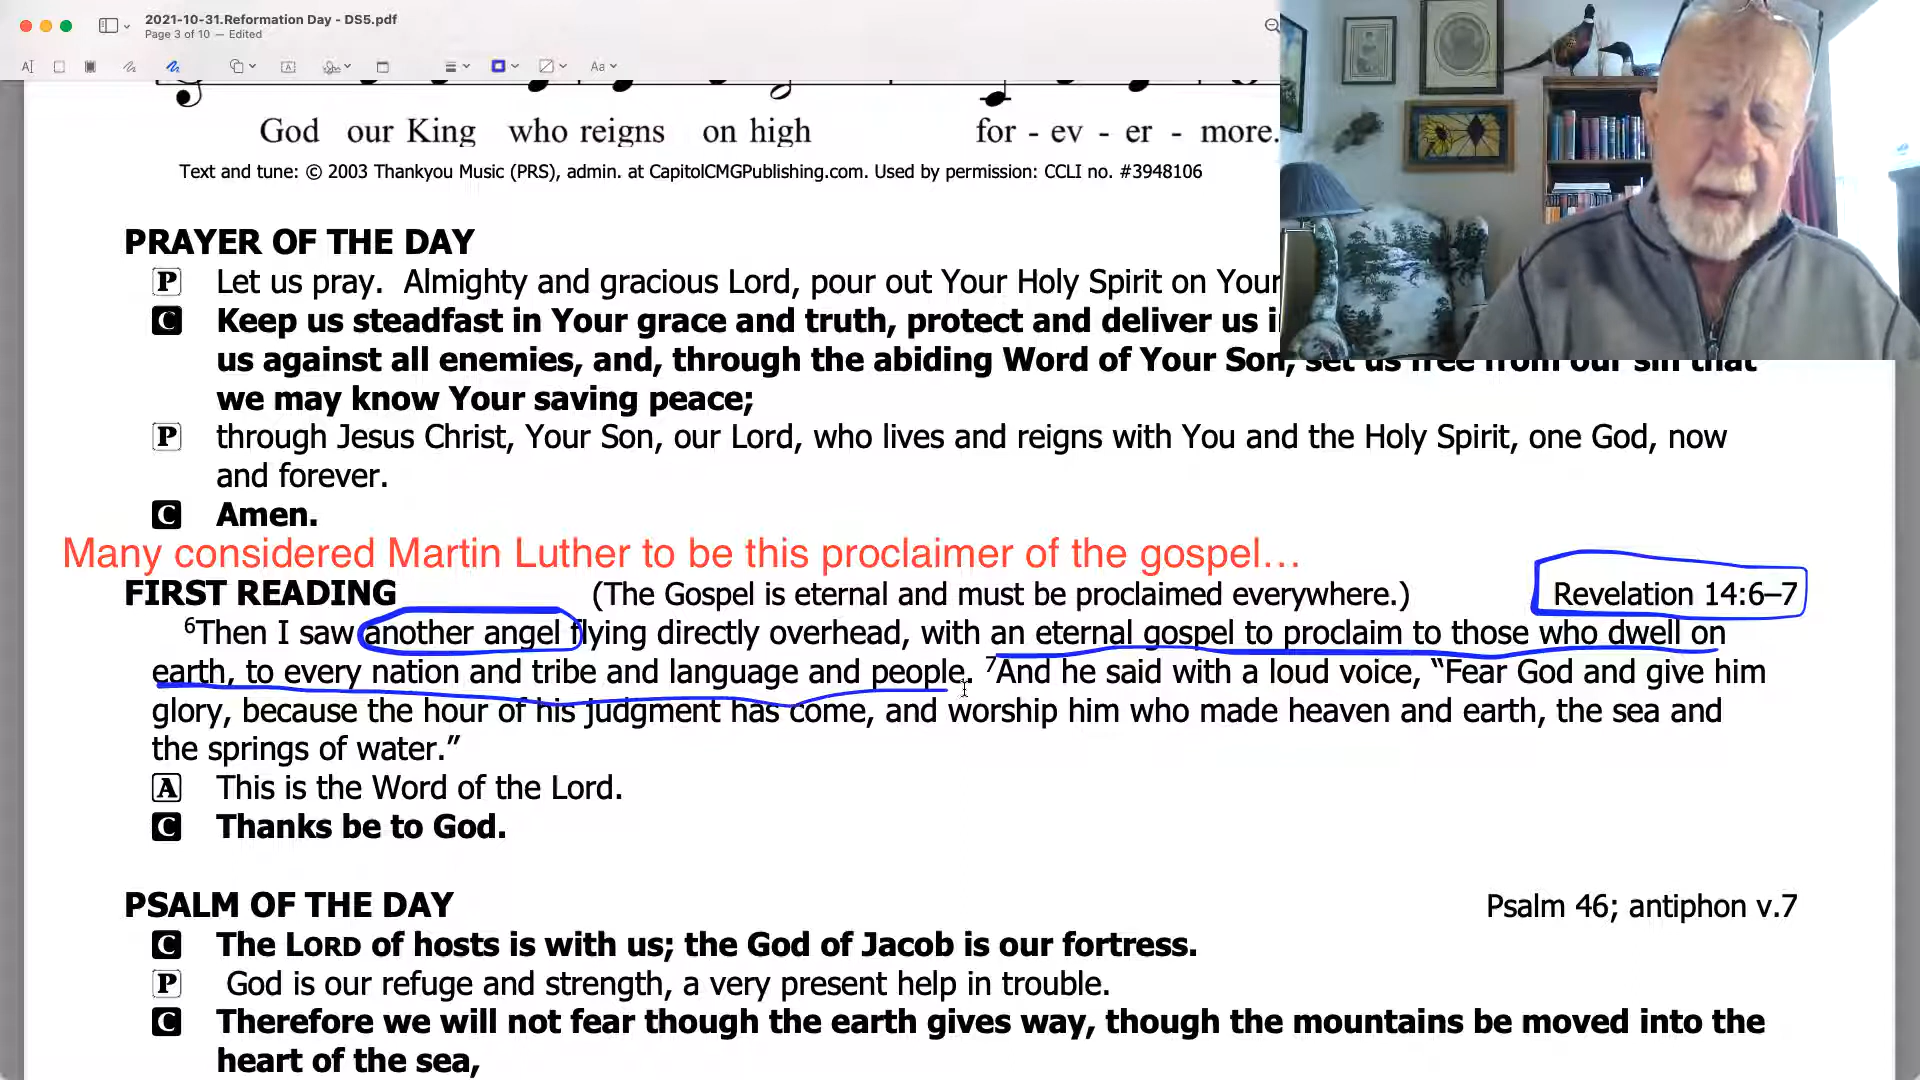 2021-10-31.Reformation Day - DS5.pdf
Page 3 of 10 — Edited
Aa
God our King who reigns on high for - ev - er - more.
Text and tune: © 2003 Thankyou Music (PRS), admin. at CapitolCMGPublishing.com. Used by permission: CCLI no. #3948106
PRAYER OF THE DAY
P Let us pray. Almighty and gracious Lord, pour out Your Holy Spirit on Your
C Keep us steadfast in Your grace and truth, protect and deliver us
us against all enemies, and, through the abiding Word of Your Son, set us free from our sin that
we may know Your saving peace;
P through Jesus Christ, Your Son, our Lord, who lives and reigns with You and the Holy Spirit, one God, now
and forever.
C Amen.
Many considered Martin Luther to be this proclaimer of the gospel...
FIRST READING (The Gospel is eternal and must be proclaimed everywhere.) Revelation 14:6–7
6Then I saw another angel flying directly overhead, with an eternal gospel to proclaim to those who dwell on
earth, to every nation and tribe and language and people. 7And he said with a loud voice, “Fear God and give him
glory, because the hour of his judgment has come, and worship him who made heaven and earth, the sea and
the springs of water.”
A This is the Word of the Lord.
C Thanks be to God.
PSALM OF THE DAY Psalm 46; antiphon v.7
C The LORD of hosts is with us; the God of Jacob is our fortress.
P God is our refuge and strength, a very present help in trouble.
C Therefore we will not fear though the earth gives way, though the mountains be moved into the
heart of the sea,